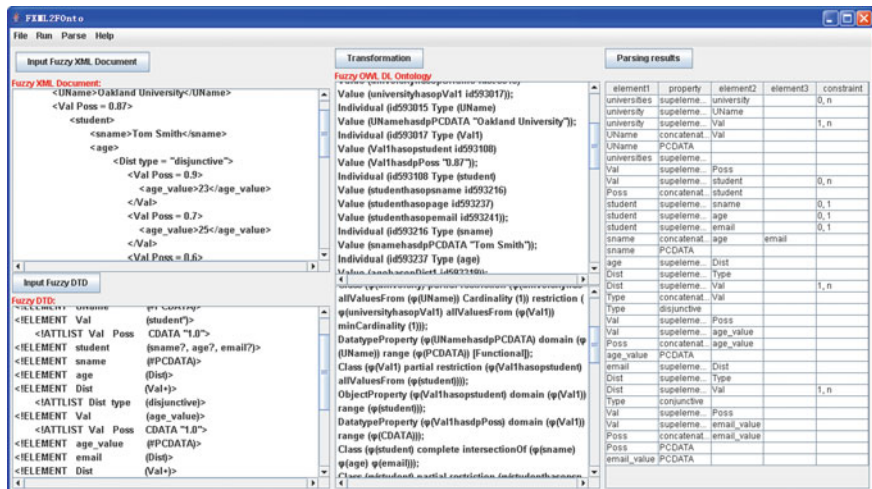 FXML2FOnto
File Run Parse Help
Input Fuzzy XML Document
Fuzzy XML Document:
<UName>Oakland University</UName>
<Val Poss = 0.87>
<student>
<sname>Tom Smith</sname>
<age>
<Dist type = "disjunctive">
<Val Poss = 0.9>
<age_value>23</age_value>
</Val>
<Val Poss = 0.7>
<age_value>25</age_value>
</Val>
<Val Poss = 0.6>
Input Fuzzy DTD
Fuzzy DTD:
<!ELEMENT UName (#PCDATA)>
<!ELEMENT Val (student*)>
<!ATTLIST Val Poss CDATA "1.0">
<!ELEMENT student (sname?, age?, email?)>
<!ELEMENT sname (#PCDATA)>
<!ELEMENT age (Dist)>
<!ELEMENT Dist (Val+)>
<!ATTLIST Dist type (disjunctive)>
<!ELEMENT Val (age_value)>
<!ATTLIST Val Poss CDATA "1.0">
<!ELEMENT age_value (#PCDATA)>
<!ELEMENT email (Dist)>
<!ELEMENT Dist (Val+)>
Transformation
Fuzzy OWL DL Ontology
Value (universityhasopVal1 id593017));
Individual (id593015 Type (UName)
Value (UNamehasdpPCDATA "Oakland University"));
Individual (id593017 Type (Val1)
Value (Val1hasopstudent id593108)
Value (Val1hasdpPoss "0.87"));
Individual (id593108 Type (student)
Value (studenthasopsname id593216)
Value (studenthasopage id593237)
Value (studenthasopemail id593241));
Individual (id593216 Type (sname)
Value (snamehasdpPCDATA "Tom Smith"));
Individual (id593237 Type (age)
allValuesFrom (φ(UName)) Cardinality (1)) restriction (
φ(universityhasopVal1) allValuesFrom (φ(Val1))
minCardinality (1)));
DatatypeProperty (φ(UNamehasdpPCDATA) domain (φ
(UName)) range (φ(PCDATA)) [Functional]);
Class (φ(Val1) partial restriction (φ(Val1hasopstudent)
allValuesFrom (φ(student))));
ObjectProperty (φ(Val1hasopstudent) domain (φ(Val1))
range (φ(student)));
DatatypeProperty (φ(Val1hasdpPoss) domain (φ(Val1))
range (φ(CDATA)));
Class (φ(student) complete intersectionOf (φ(sname)
φ(age) φ(email)));
Parsing results
element1 property element2 element3 constraint
universities supeleme... university 0, n
university supeleme... UName
university supeleme... Val 1, n
UName concatenat... Val
UName PCDATA
universities supeleme...
Val supeleme... Poss
Val supeleme... student 0, n
Poss concatenat... student
student supeleme... sname 0, 1
student supeleme... age 0, 1
student supeleme... email 0, 1
sname concatenat... age email
sname PCDATA
age supeleme... Dist
Dist supeleme... Type
Dist supeleme... Val 1, n
Type concatenat... Val
Type disjunctive
Val supeleme... Poss
Val supeleme... age_value
Poss concatenat... age_value
age_value PCDATA
email supeleme... Dist
Dist supeleme... Type
Dist supeleme... Val 1, n
Type conjunctive
Val supeleme... Poss
Val supeleme... email_value
Poss concatenat... email_value
Poss PCDATA
email_value PCDATA